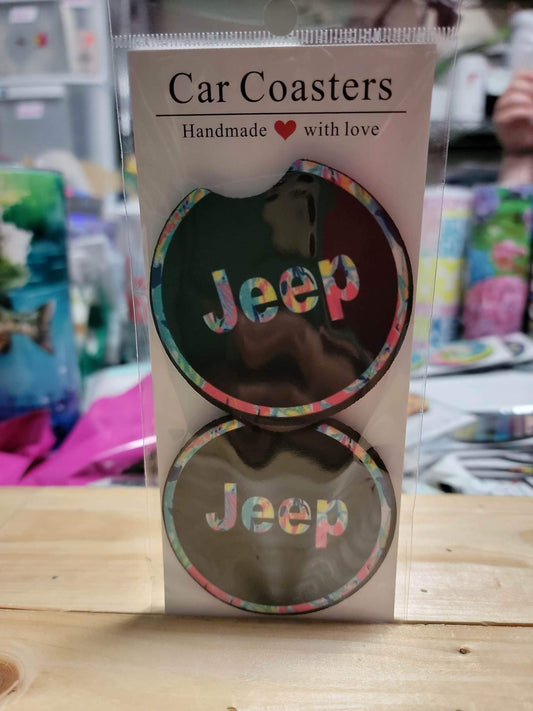 Car Coasters
Handmade ❤ with love
Jeep
Jeep